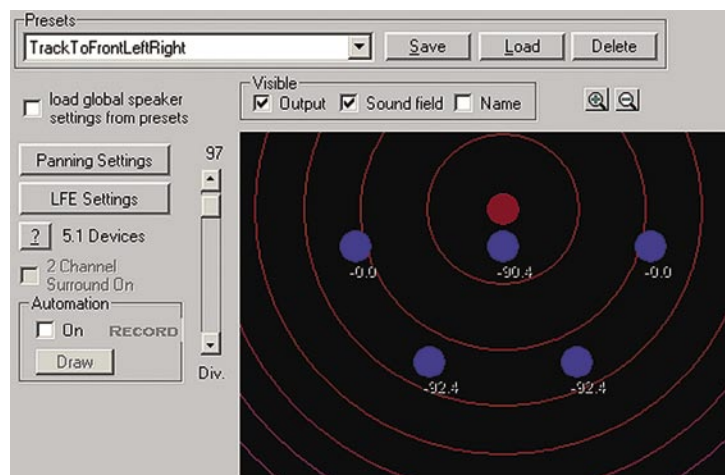 Presets
TrackToFrontLeftRight
Save
Load
Delete
Visible
Output
Sound field
Name
load global speaker
settings from presets
Panning Settings
97
LFE Settings
? 5.1 Devices
2 Channel
Surround On
Automation
On
RECORD
Draw
Div.
-0.0
-90.4
-0.0
-92.4
-92.4